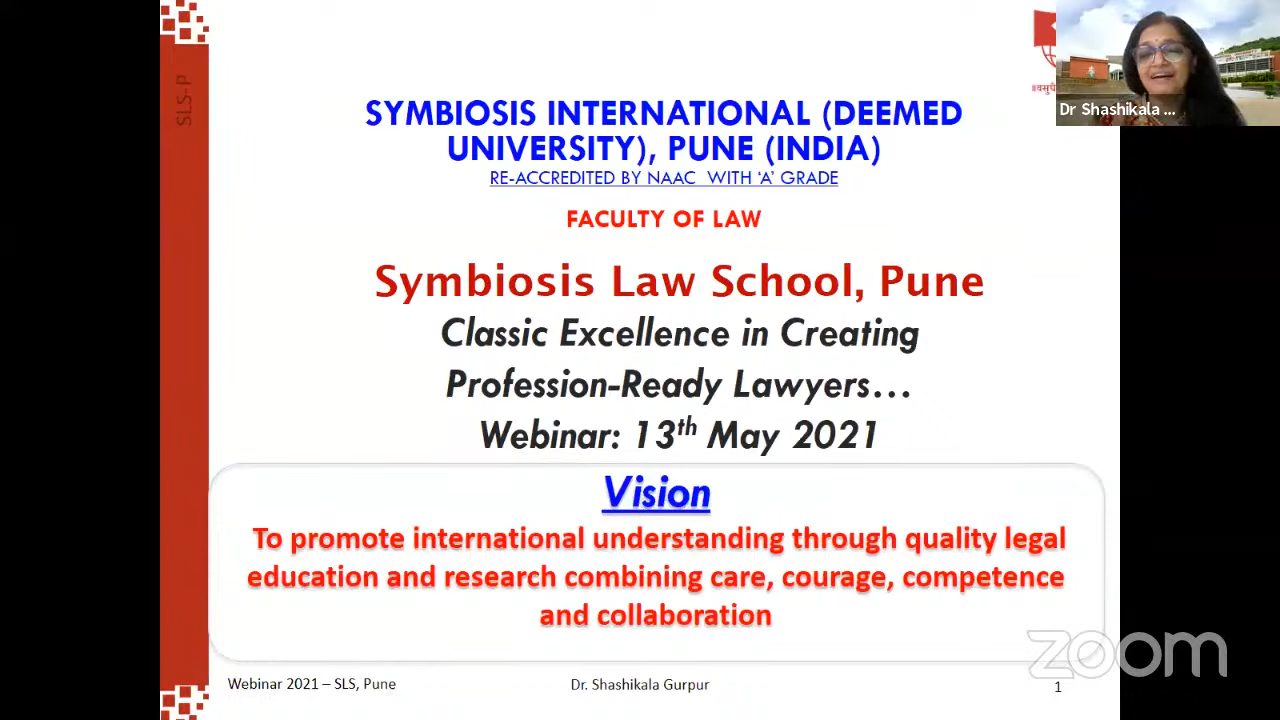 SLS-P
SYMBIOSIS INTERNATIONAL (DEEMED
UNIVERSITY), PUNE (INDIA)
RE-ACCREDITED BY NAAC WITH ‘A’ GRADE
FACULTY OF LAW
Symbiosis Law School, Pune
Classic Excellence in Creating
Profession-Ready Lawyers...
Webinar: 13th May 2021
Dr Shashikala ...
Vision
To promote international understanding through quality legal
education and research combining care, courage, competence
and collaboration
zoom
Webinar 2021 – SLS, Pune
Dr. Shashikala Gurpur
1